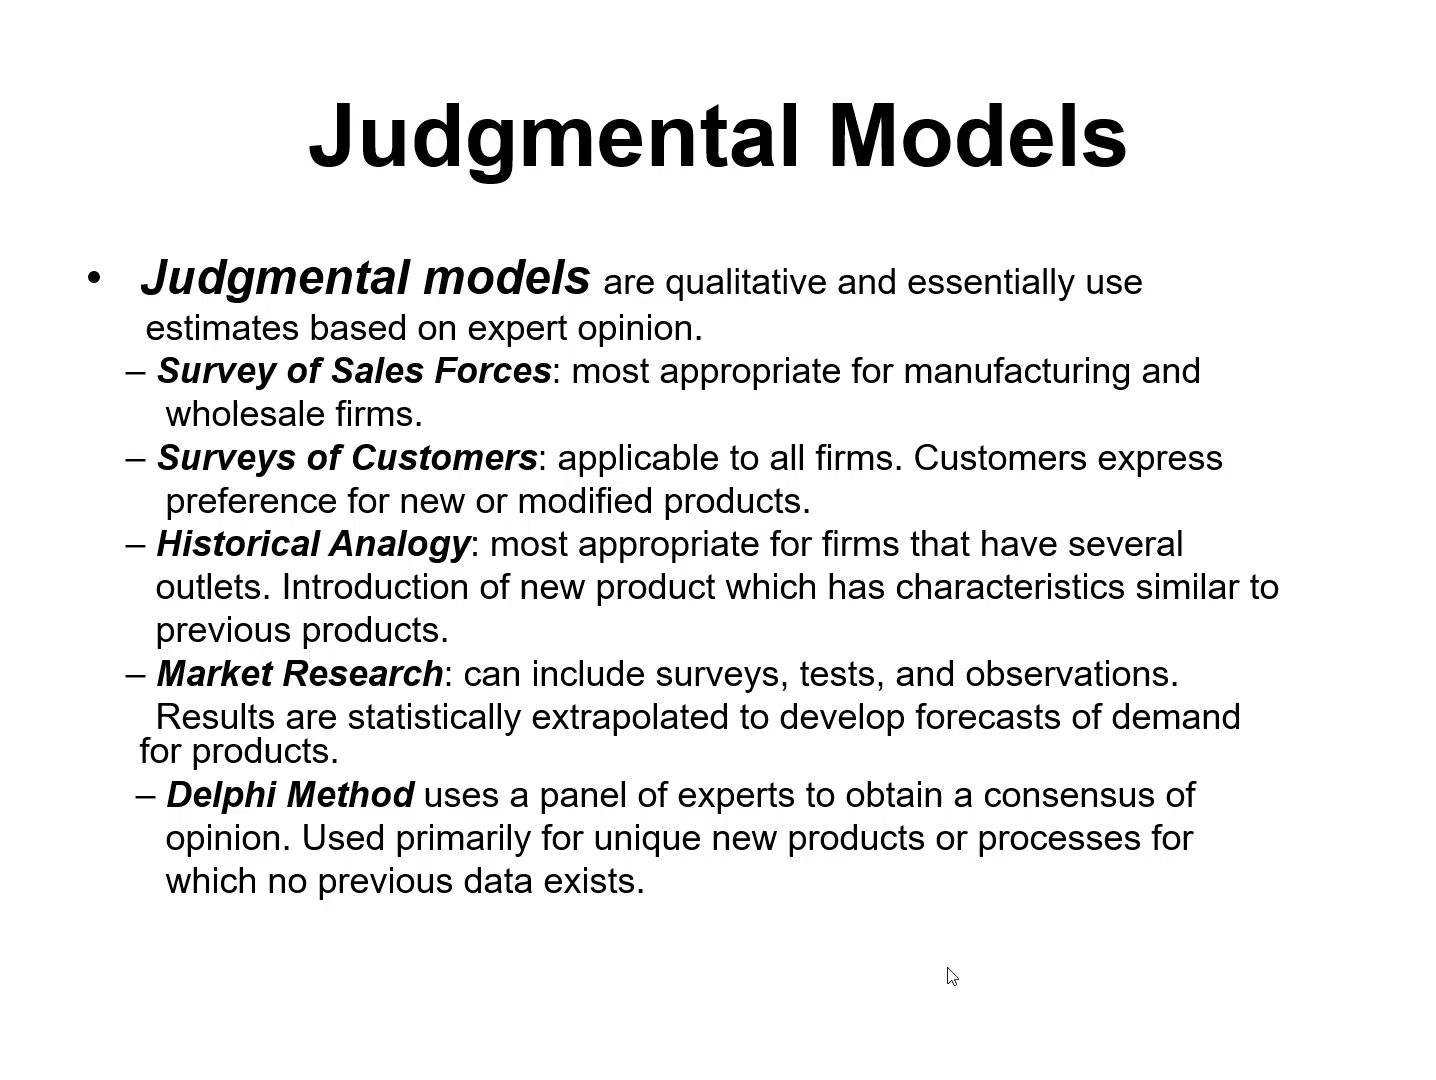 Judgmental Models
• Judgmental models are qualitative and essentially use
estimates based on expert opinion.
– Survey of Sales Forces: most appropriate for manufacturing and
wholesale firms.
– Surveys of Customers: applicable to all firms. Customers express
preference for new or modified products.
– Historical Analogy: most appropriate for firms that have several
outlets. Introduction of new product which has characteristics similar to
previous products.
– Market Research: can include surveys, tests, and observations.
Results are statistically extrapolated to develop forecasts of demand
for products.
– Delphi Method uses a panel of experts to obtain a consensus of
opinion. Used primarily for unique new products or processes for
which no previous data exists.